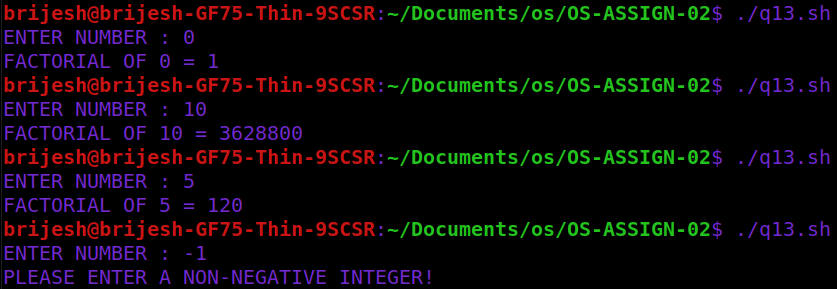 brijesh@brijesh-GF75-Thin-9SCSR:~/Documents/os/OS-ASSIGN-02$ ./q13.sh
ENTER NUMBER : 0
FACTORIAL OF 0 = 1
brijesh@brijesh-GF75-Thin-9SCSR:~/Documents/os/OS-ASSIGN-02$ ./q13.sh
ENTER NUMBER : 10
FACTORIAL OF 10 = 3628800
brijesh@brijesh-GF75-Thin-9SCSR:~/Documents/os/OS-ASSIGN-02$ ./q13.sh
ENTER NUMBER : 5
FACTORIAL OF 5 = 120
brijesh@brijesh-GF75-Thin-9SCSR:~/Documents/os/OS-ASSIGN-02$ ./q13.sh
ENTER NUMBER : -1
PLEASE ENTER A NON-NEGATIVE INTEGER!